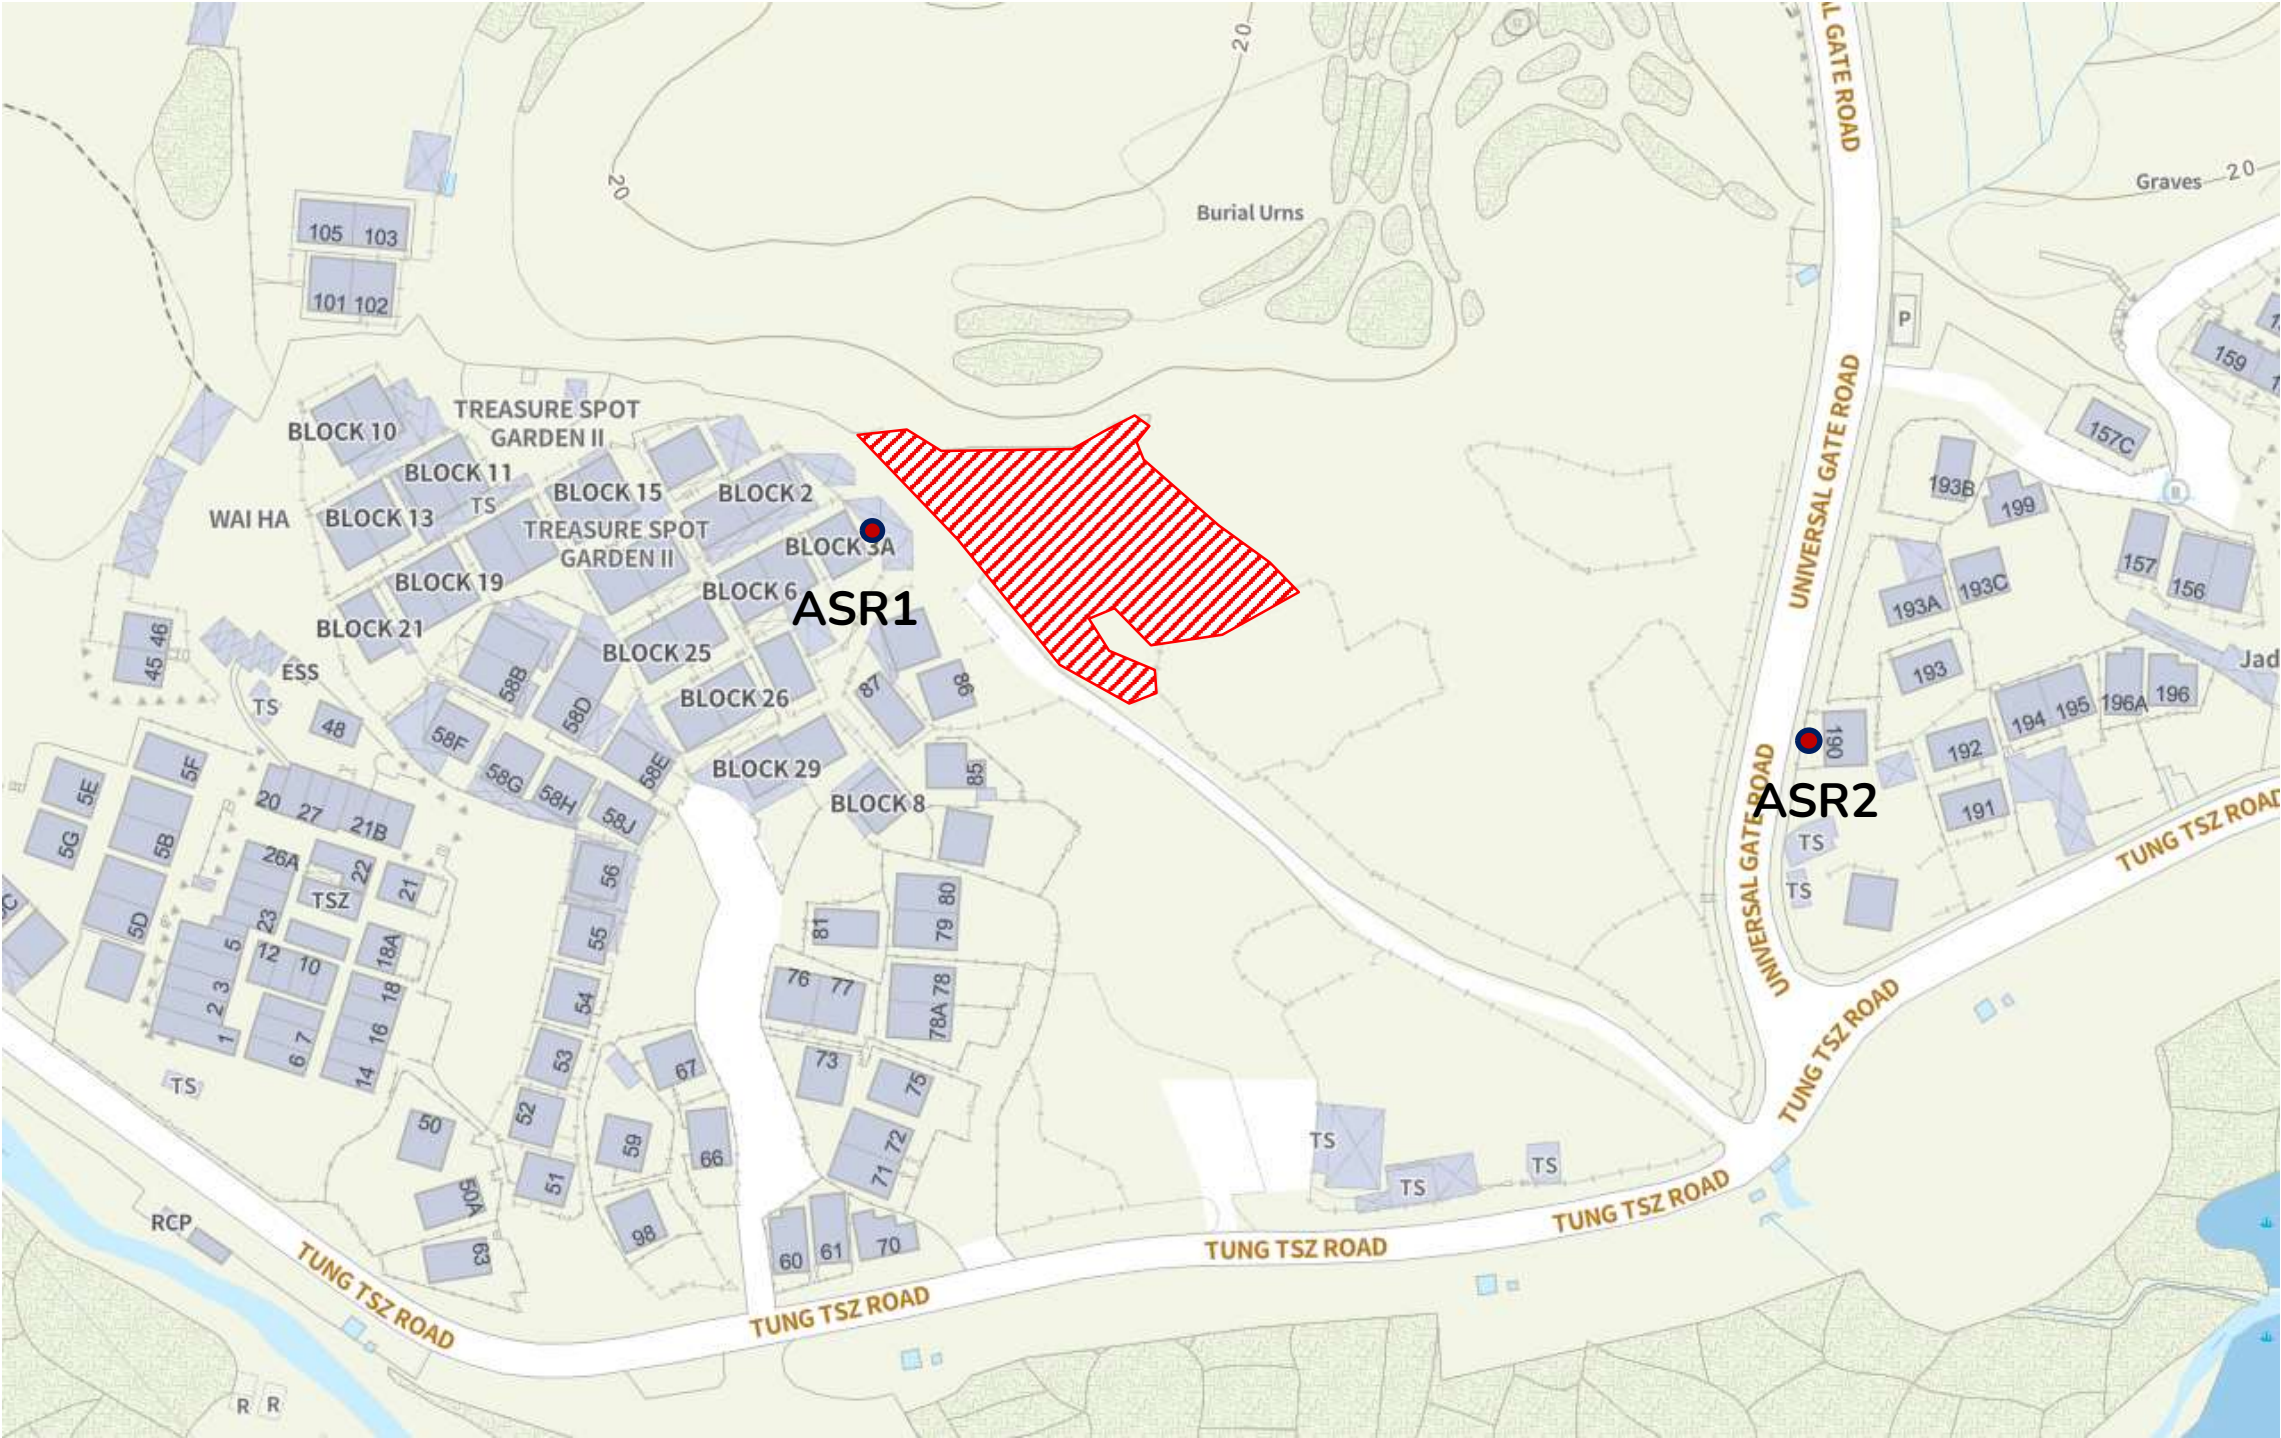 L GATE ROAD
20
20
Graves
20
Burial Urns
105 103
101 102
P
UNIVERSAL GATE ROAD
159
157C
TREASURE SPOT
GARDEN II
BLOCK 10
BLOCK 11
TS
BLOCK 15
BLOCK 2
WAI HA
BLOCK 13
TREASURE SPOT
GARDEN II
BLOCK 3A
193B
199
BLOCK 19
BLOCK 6
ASR1
157
156
193A
193C
BLOCK 21
BLOCK 25
45 46
ESS
58B
193
Jad
TS
BLOCK 26
87
86
58D
194 195
196A
196
48
58F
190
192
58G
58E
BLOCK 29
85
5F
5E
58H
ASR2
191
20
27
21B
58J
BLOCK 8
UNIVERSAL GATE ROAD
TS
TUNG TSZ ROAD
5G
5B
26A
22
21
56
TS
TSZ
80
79
81
5D
23
5
12
10
18A
55
UNIVERSAL GATE ROAD
76
77
78
78A
3
2
1
18
16
14
54
6 7
53
TS
67
73
75
TUNG TSZ ROAD
50
52
59
66
72
71
TS
TS
TS
51
50A
RCP
98
63
60
61
70
TUNG TSZ ROAD
TUNG TSZ ROAD
TUNG TSZ ROAD
TUNG TSZ ROAD
R R